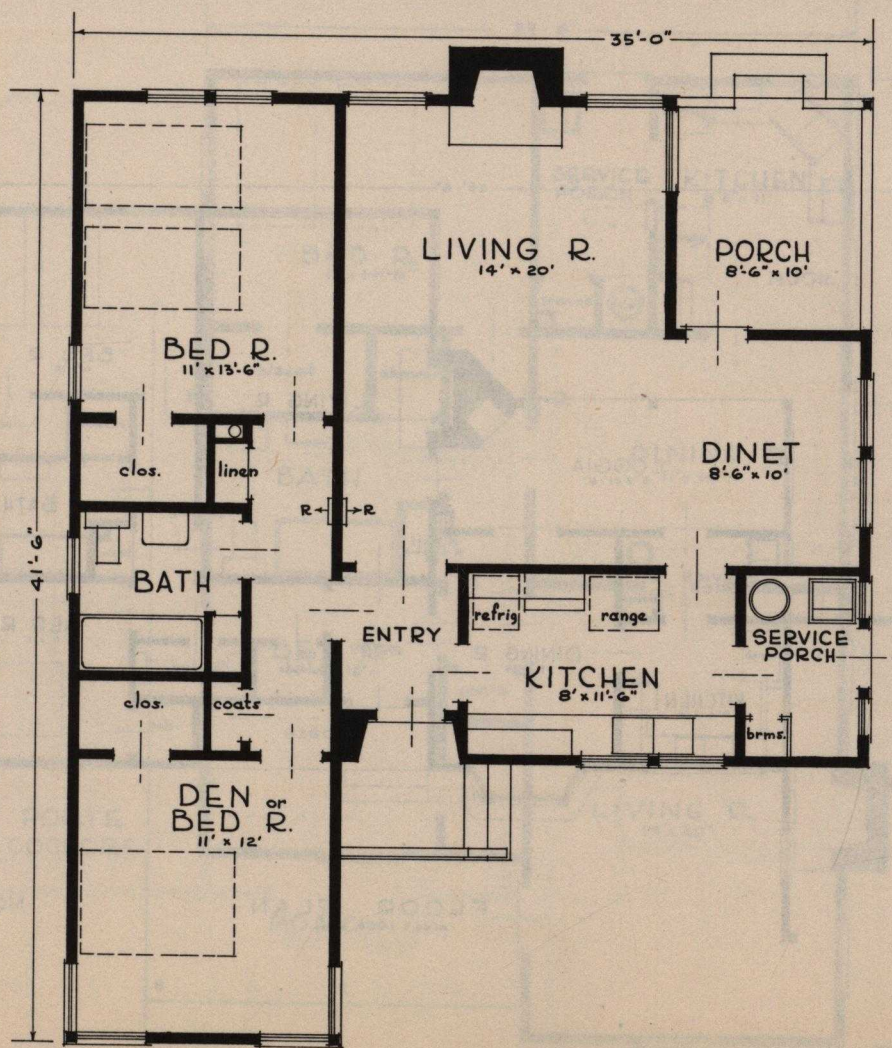 35'-0"
41'-6"
LIVING R.
14' x 20'
PORCH
8'-6" x 10'
BED R.
11' x 13'-6"
DINET
8'-6" x 10'
clos.
linen
R
R
BATH
ENTRY
refrig
range
SERVICE
PORCH
KITCHEN
8' x 11'-6"
clos.
coats
brms.
DEN or
BED R.
11' x 12'